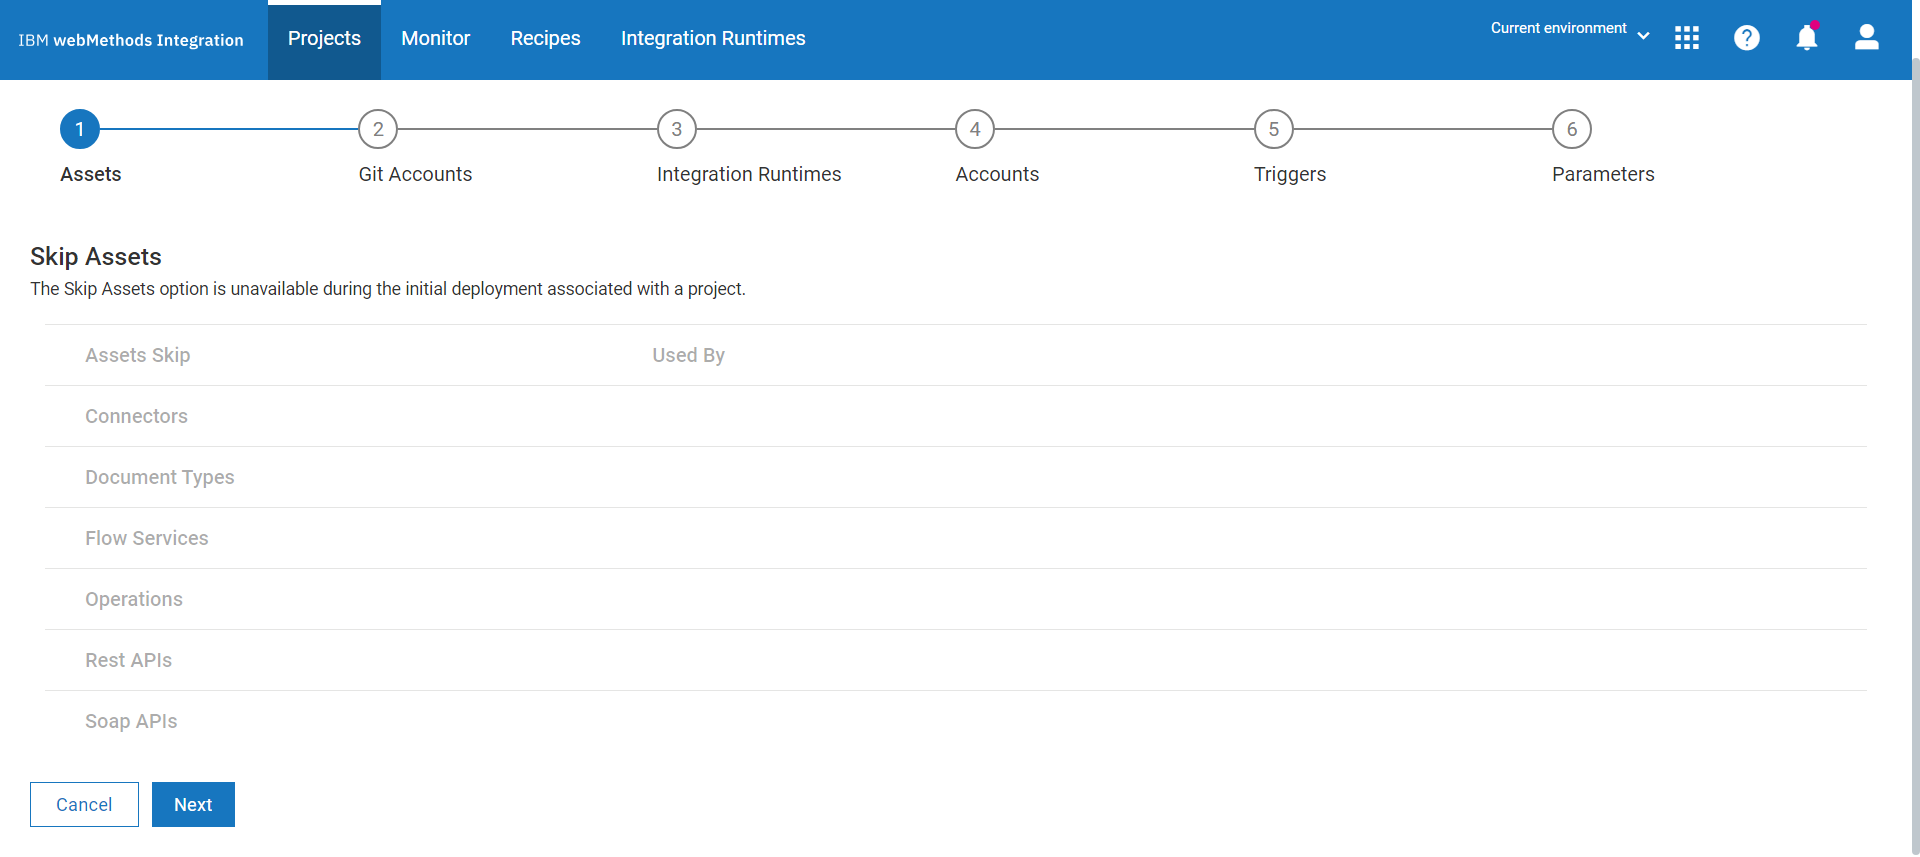 IBM webMethods Integration
Projects
Monitor
Recipes
Integration Runtimes
Current environment
?
1
2
3
4
5
6
Assets
Git Accounts
Integration Runtimes
Accounts
Triggers
Parameters
Skip Assets
The Skip Assets option is unavailable during the initial deployment associated with a project.
Assets Skip
Used By
Connectors
Document Types
Flow Services
Operations
Rest APIs
Soap APIs
Cancel
Next